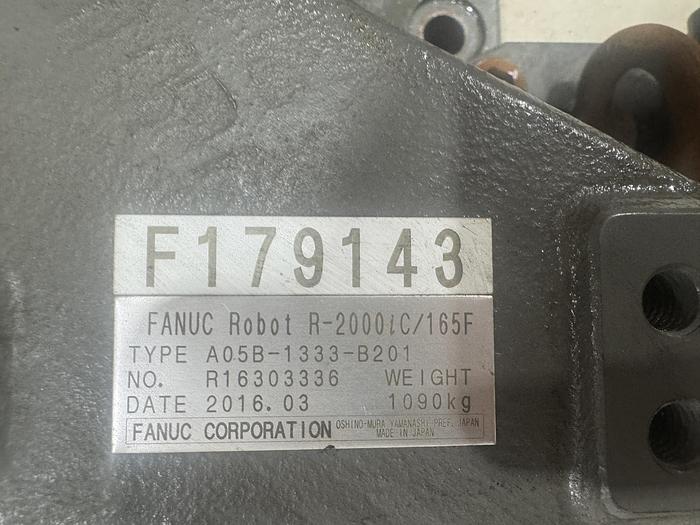 F179143
FANUC Robot R-2000iC/165F
TYPE A05B-1333-B201
NO. R16303336 WEIGHT
DATE 2016.03 1090kg
FANUC CORPORATION OSHINO-MURA YAMANASHI PREF. JAPAN
MADE IN JAPAN